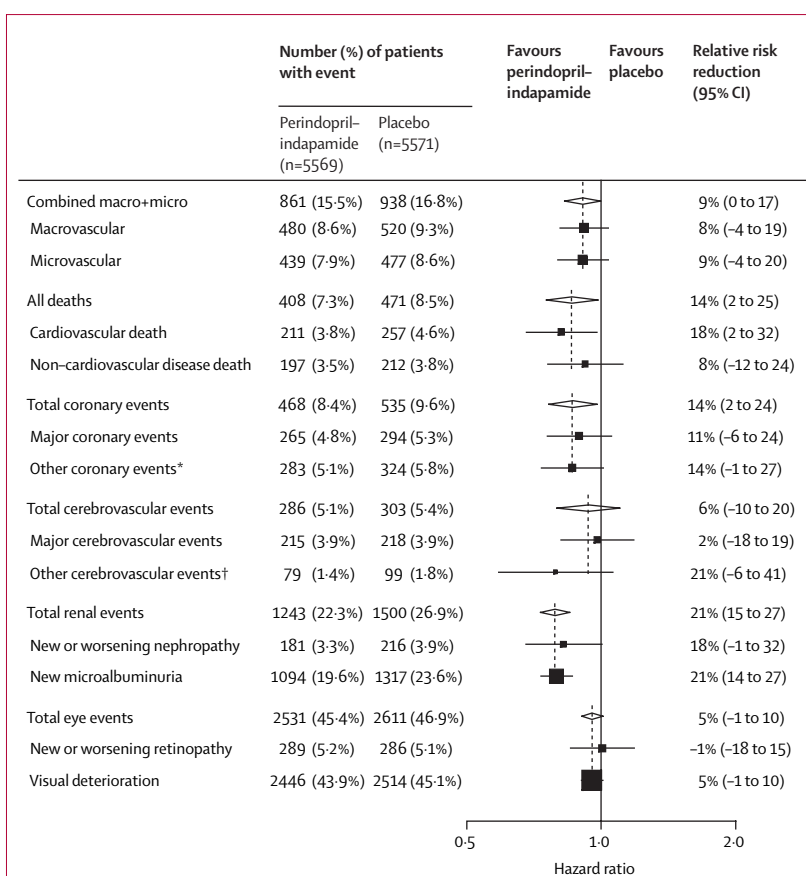 Number (%) of patients with event
Favours perindopril–indapamide
Favours placebo
Relative risk reduction (95% CI)
Perindopril–indapamide (n=5569)
Placebo (n=5571)
Combined macro+micro 861 (15·5%) 938 (16·8%) 9% (0 to 17)
Macrovascular 480 (8·6%) 520 (9·3%) 8% (–4 to 19)
Microvascular 439 (7·9%) 477 (8·6%) 9% (–4 to 20)
All deaths 408 (7·3%) 471 (8·5%) 14% (2 to 25)
Cardiovascular death 211 (3·8%) 257 (4·6%) 18% (2 to 32)
Non–cardiovascular disease death 197 (3·5%) 212 (3·8%) 8% (–12 to 24)
Total coronary events 468 (8·4%) 535 (9·6%) 14% (2 to 24)
Major coronary events 265 (4·8%) 294 (5·3%) 11% (–6 to 24)
Other coronary events* 283 (5·1%) 324 (5·8%) 14% (–1 to 27)
Total cerebrovascular events 286 (5·1%) 303 (5·4%) 6% (–10 to 20)
Major cerebrovascular events 215 (3·9%) 218 (3·9%) 2% (–18 to 19)
Other cerebrovascular events† 79 (1·4%) 99 (1·8%) 21% (–6 to 41)
Total renal events 1243 (22·3%) 1500 (26·9%) 21% (15 to 27)
New or worsening nephropathy 181 (3·3%) 216 (3·9%) 18% (–1 to 32)
New microalbuminuria 1094 (19·6%) 1317 (23·6%) 21% (14 to 27)
Total eye events 2531 (45·4%) 2611 (46·9%) 5% (–1 to 10)
New or worsening retinopathy 289 (5·2%) 286 (5·1%) –1% (–18 to 15)
Visual deterioration 2446 (43·9%) 2514 (45·1%) 5% (–1 to 10)
0·5 1·0 2·0
Hazard ratio